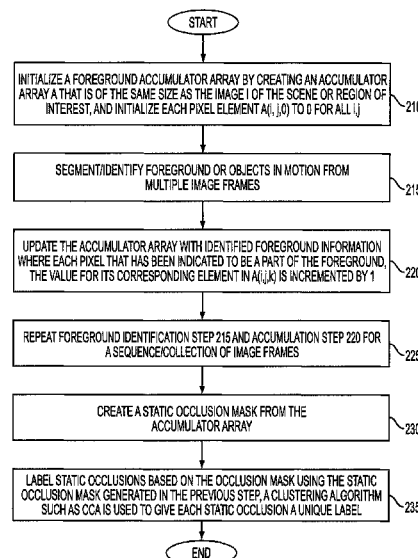 START
INITIALIZE A FOREGROUND ACCUMULATOR ARRAY BY CREATING AN ACCUMULATOR
ARRAY A THAT IS OF THE SAME SIZE AS THE IMAGE I OF THE SCENE OR REGION OF
INTEREST, AND INITIALIZE EACH PIXEL ELEMENT A(i, j,0) TO 0 FOR ALL i,j
210
SEGMENT/IDENTIFY FOREGROUND OR OBJECTS IN MOTION FROM
MULTIPLE IMAGE FRAMES
215
UPDATE THE ACCUMULATOR ARRAY WITH IDENTIFIED FOREGROUND INFORMATION
WHERE EACH PIXEL THAT HAS BEEN INDICATED TO BE A PART OF THE FOREGROUND,
THE VALUE FOR ITS CORRESPONDING ELEMENT IN A(i,j,k) IS INCREMENTED BY 1
220
REPEAT FOREGROUND IDENTIFICATION STEP 215 AND ACCUMULATION STEP 220 FOR
A SEQUENCE/COLLECTION OF IMAGE FRAMES
225
CREATE A STATIC OCCLUSION MASK FROM THE
ACCUMULATOR ARRAY
230
LABEL STATIC OCCLUSIONS BASED ON THE OCCLUSION MASK USING THE STATIC
OCCLUSION MASK GENERATED IN THE PREVIOUS STEP, A CLUSTERING ALGORITHM
SUCH AS CCA IS USED TO GIVE EACH STATIC OCCLUSION A UNIQUE LABEL
235
END